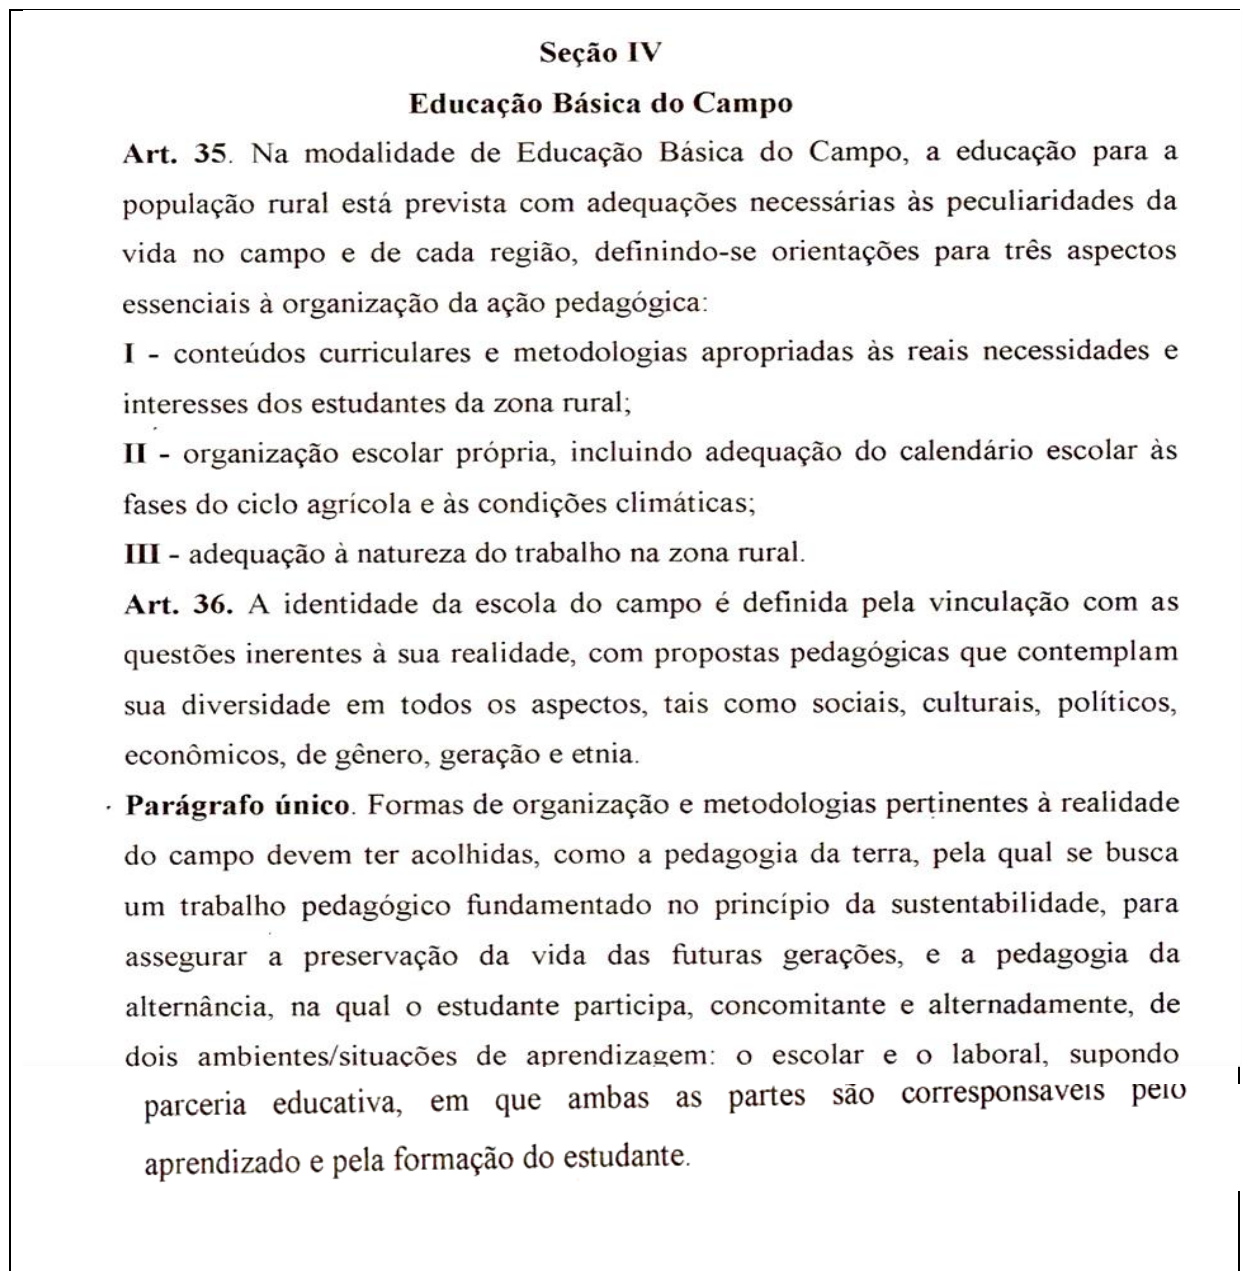 Seção IV
Educação Básica do Campo
Art. 35. Na modalidade de Educação Básica do Campo, a educação para a
população rural está prevista com adequações necessárias às peculiaridades da
vida no campo e de cada região, definindo-se orientações para três aspectos
essenciais à organização da ação pedagógica:
I - conteúdos curriculares e metodologias apropriadas às reais necessidades e
interesses dos estudantes da zona rural;
II - organização escolar própria, incluindo adequação do calendário escolar às
fases do ciclo agrícola e às condições climáticas;
III - adequação à natureza do trabalho na zona rural.
Art. 36. A identidade da escola do campo é definida pela vinculação com as
questões inerentes à sua realidade, com propostas pedagógicas que contemplam
sua diversidade em todos os aspectos, tais como sociais, culturais, políticos,
econômicos, de gênero, geração e etnia.
Parágrafo único. Formas de organização e metodologias pertinentes à realidade
do campo devem ter acolhidas, como a pedagogia da terra, pela qual se busca
um trabalho pedagógico fundamentado no princípio da sustentabilidade, para
assegurar a preservação da vida das futuras gerações, e a pedagogia da
alternância, na qual o estudante participa, concomitante e alternadamente, de
dois ambientes/situações de aprendizagem: o escolar e o laboral, supondo
parceria educativa, em que ambas as partes são corresponsáveis pelo
aprendizado e pela formação do estudante.